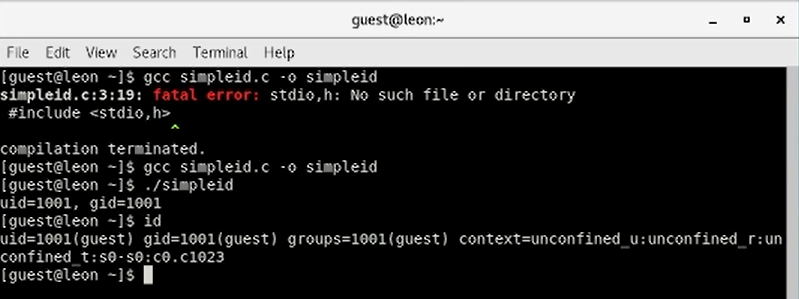 guest@leon:~
File Edit View Search Terminal Help
[guest@leon ~]$ gcc simpleid.c -o simpleid
simpleid.c:3:19: fatal error: stdio,h: No such file or directory
#include <stdio,h>
^
compilation terminated.
[guest@leon ~]$ gcc simpleid.c -o simpleid
[guest@leon ~]$ ./simpleid
uid=1001, gid=1001
[guest@leon ~]$ id
uid=1001(guest) gid=1001(guest) groups=1001(guest) context=unconfined_u:unconfined_r:un
confined_t:s0-s0:c0.c1023
[guest@leon ~]$